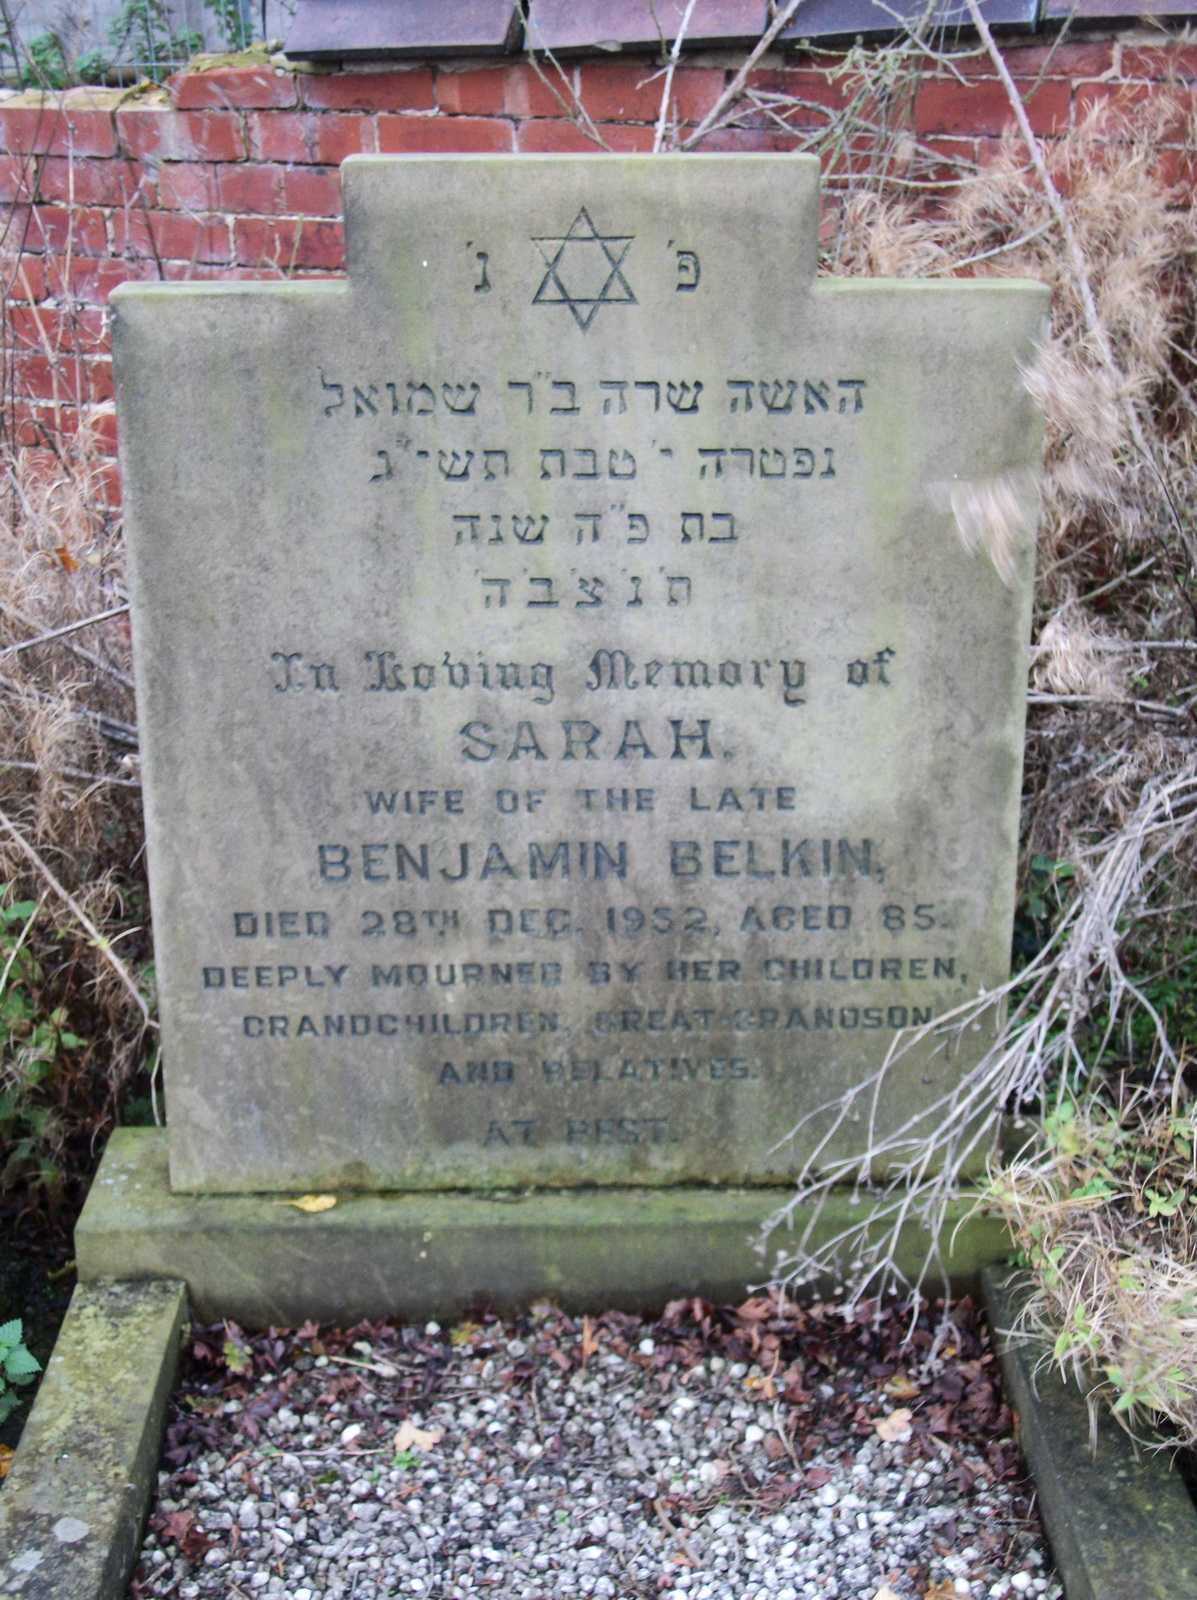 פ' נ'
האשה שרה ב"ר שמואל
נפטרה י' טבת תשי"ג
בת פ"ה שנה
ת'נ'צ'ב'ה'
In Loving Memory of
SARAH.
WIFE OF THE LATE
BENJAMIN BELKIN,
DIED 28TH DEC. 1952, AGED 85.
DEEPLY MOURNED BY HER CHILDREN,
GRANDCHILDREN, GREAT-GRANDSON,
AND RELATIVES.
AT REST.